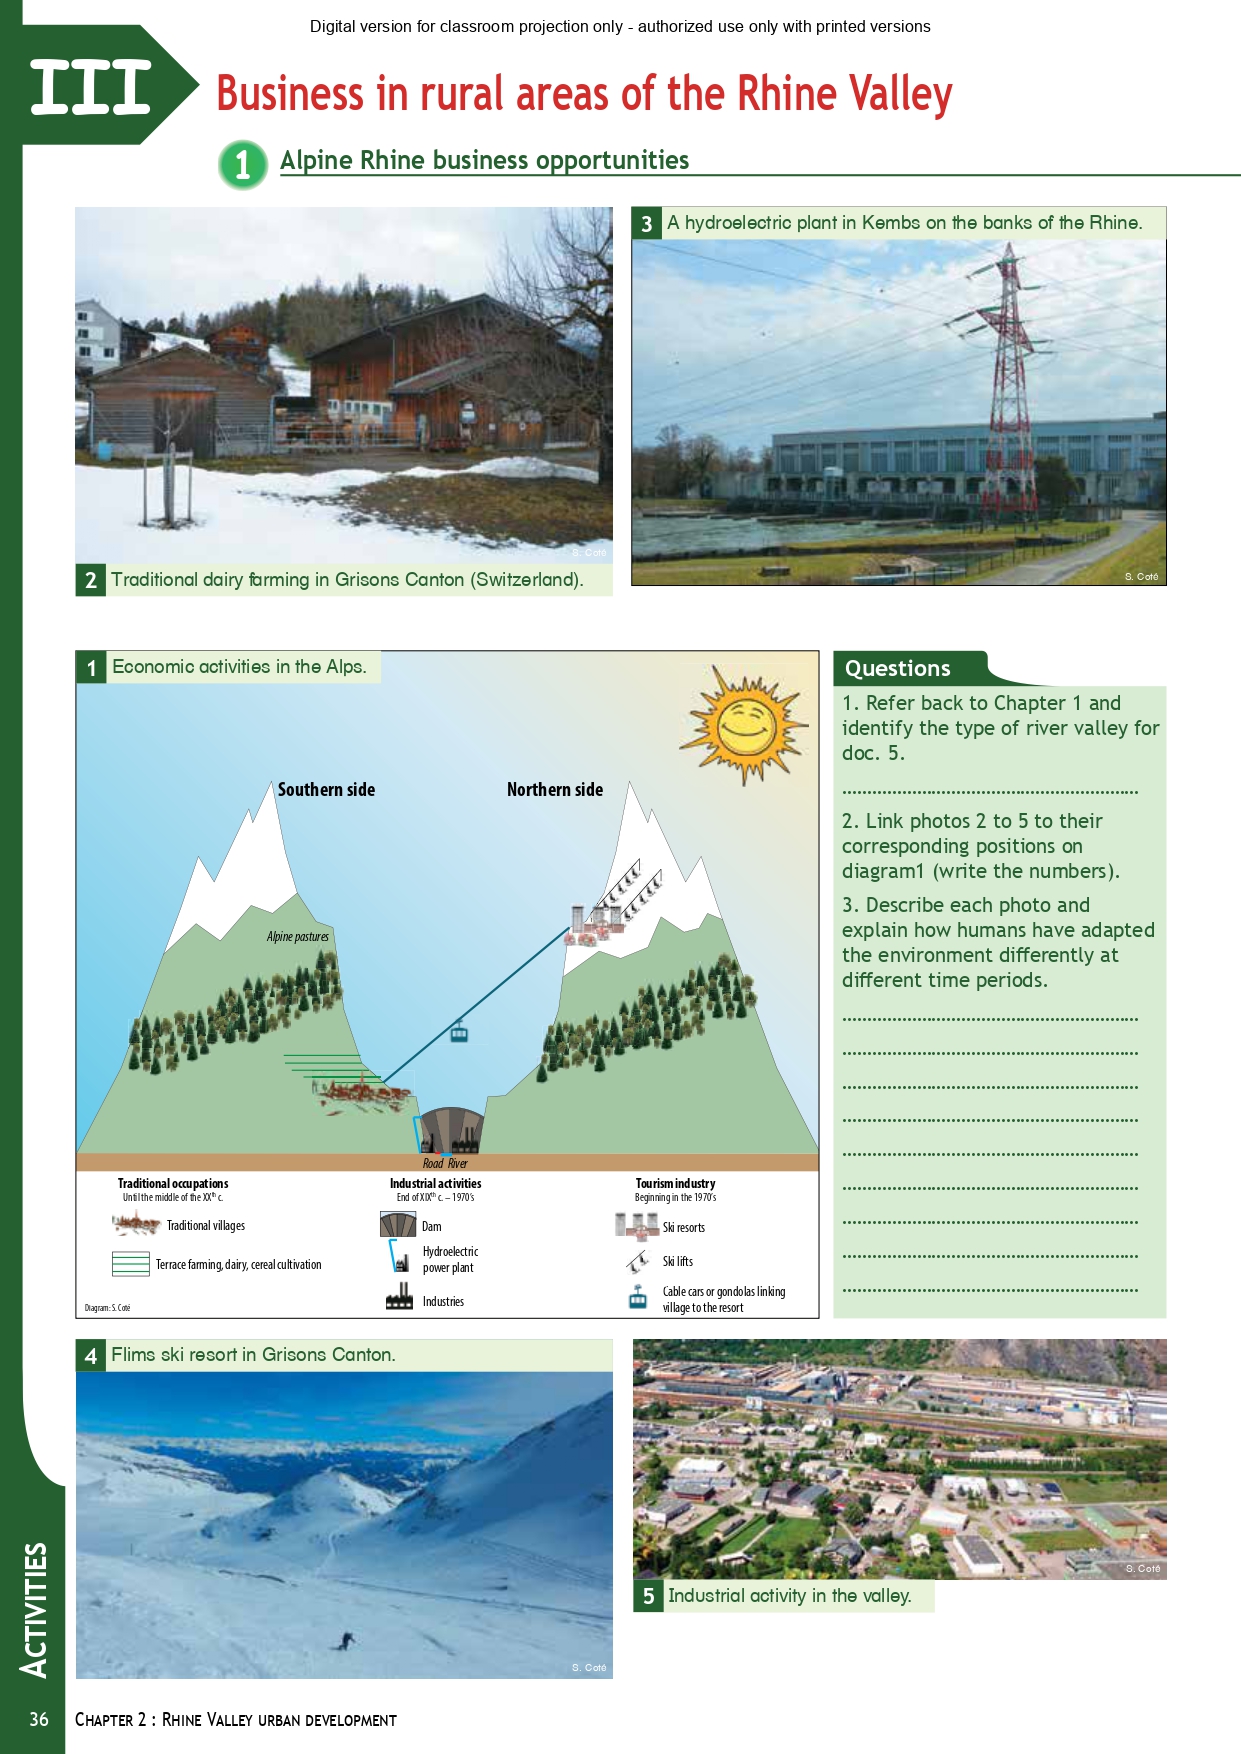 Digital version for classroom projection only - authorized use only with printed versions
III
Business in rural areas of the Rhine Valley
1
Alpine Rhine business opportunities
S. Coté
2 Traditional dairy farming in Grisons Canton (Switzerland).
3 A hydroelectric plant in Kembs on the banks of the Rhine.
S. Coté
1 Economic activities in the Alps.
Southern side
Northern side
Alpine pastures
Road River
Traditional occupations
Until the middle of the XXth c.
Traditional villages
Terrace farming, dairy, cereal cultivation
Industrial activities
End of XIXth c. – 1970's
Dam
Hydroelectric
power plant
Industries
Tourism industry
Beginning in the 1970's
Ski resorts
Ski lifts
Cable cars or gondolas linking
village to the resort
Diagram: S. Coté
Questions
1. Refer back to Chapter 1 and
identify the type of river valley for
doc. 5.
2. Link photos 2 to 5 to their
corresponding positions on
diagram1 (write the numbers).
3. Describe each photo and
explain how humans have adapted
the environment differently at
different time periods.
4 Flims ski resort in Grisons Canton.
S. Coté
S. Coté
5 Industrial activity in the valley.
ACTIVITIES
36
CHAPTER 2 : RHINE VALLEY URBAN DEVELOPMENT